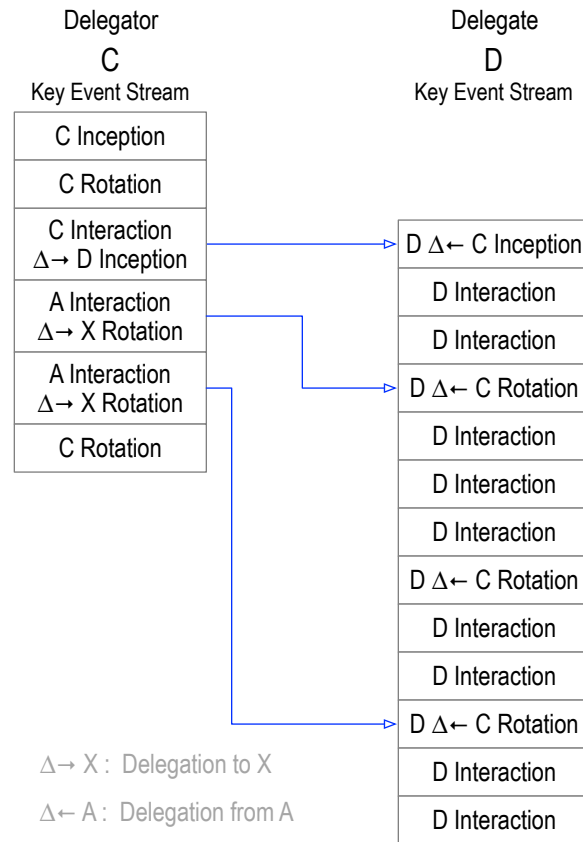 Delegator
C
Key Event Stream
C Inception
C Rotation
C Interaction
Δ→ D Inception
A Interaction
Δ→ X Rotation
A Interaction
Δ→ X Rotation
C Rotation
Delegate
D
Key Event Stream
D Δ← C Inception
D Interaction
D Interaction
D Δ← C Rotation
D Interaction
D Interaction
D Interaction
D Δ← C Rotation
D Interaction
D Interaction
D Δ← C Rotation
D Interaction
D Interaction
Δ→ X : Delegation to X
Δ← A : Delegation from A